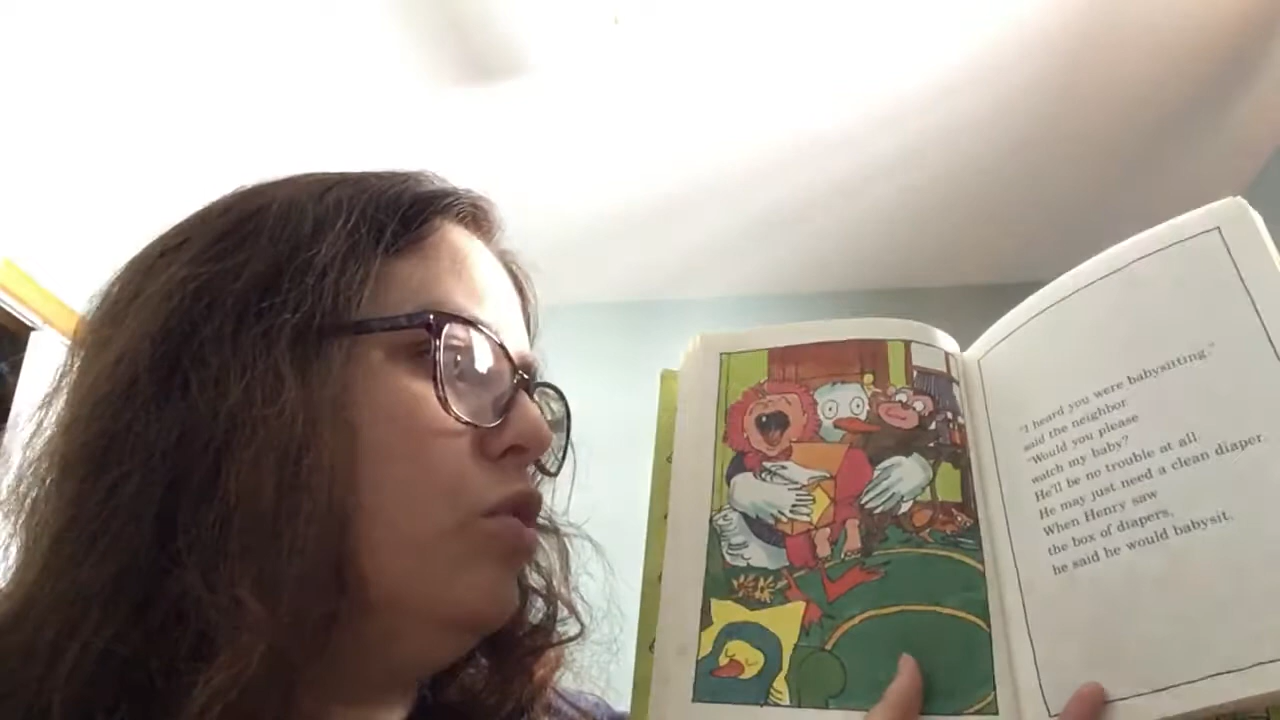 "I heard you were babysitting."
said the neighbor.
"Would you please
watch my baby?
He'll be no trouble at all.
He may just need a clean diaper.
When Henry saw
the box of diapers,
he said he would babysit.